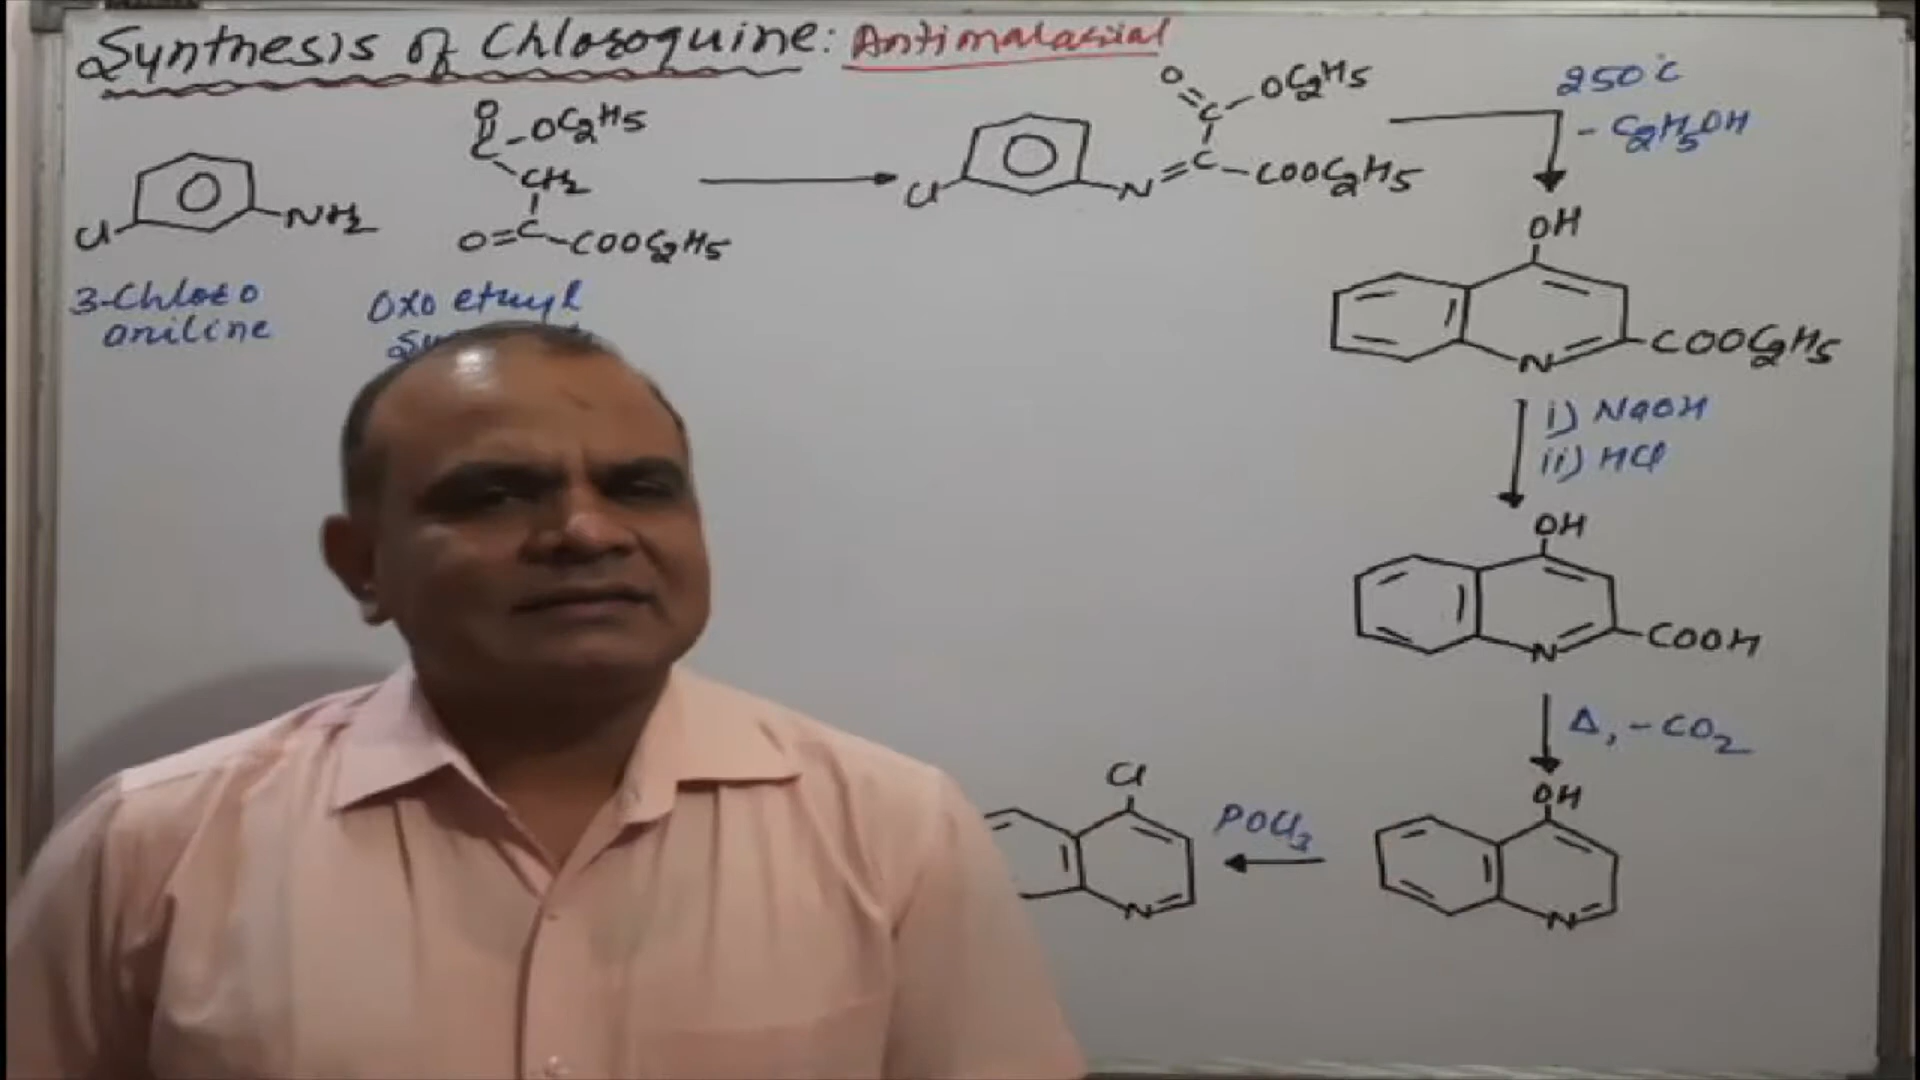 Synthesis of Chloroquine: Antimalarial
O
C-OC2H5
CH2
O=C-COOC2H5
Cl NH2
3-Chloro
aniline
Oxo ethyl
O
C-OC2H5
Cl N=C-COOC2H5
250°C
- C2H5OH
OH
N COOC2H5
i) NaOH
ii) HCl
OH
N COOH
Δ, -CO2
OH
N
POCl3
Cl
N